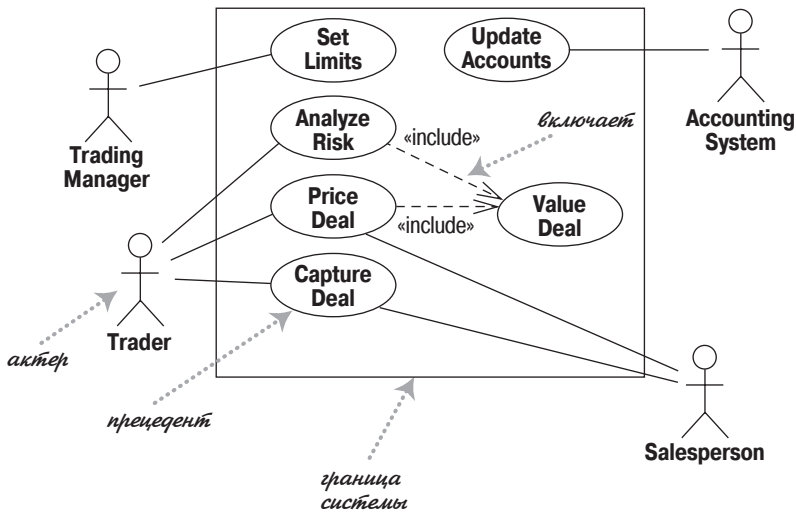 Set
Limits
Update
Accounts
Trading
Manager
Accounting
System
Analyze
Risk
«include»
включает
Price
Deal
«include»
Value
Deal
Capture
Deal
Trader
актер
прецедент
Salesperson
граница
системы